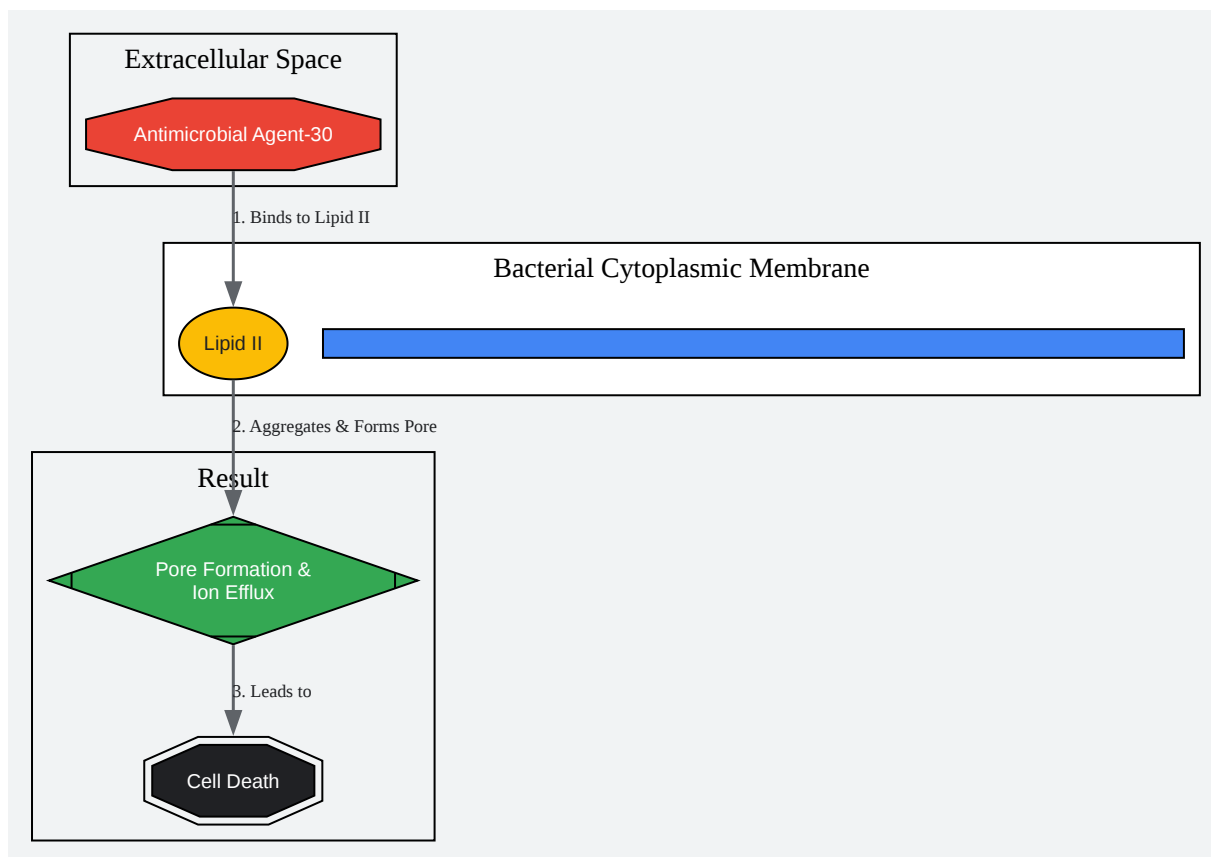 Extracellular Space
Antimicrobial Agent-30
1. Binds to Lipid II
Bacterial Cytoplasmic Membrane
Lipid II
2. Aggregates & Forms Pore
Result
Pore Formation &
Ion Efflux
3. Leads to
Cell Death